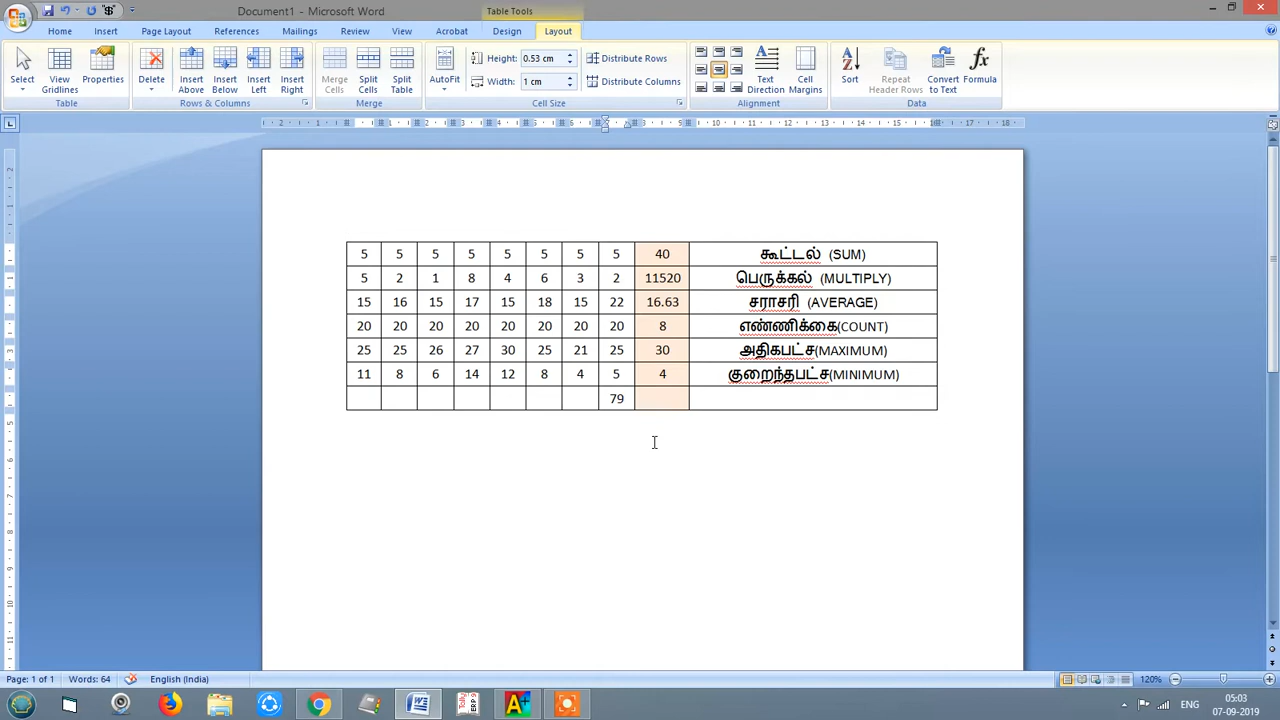 Document1 - Microsoft Word
Table Tools
Home Insert Page Layout References Mailings Review View Acrobat Design Layout
Select
View Gridlines
Properties
Delete
Insert Above
Insert Below
Insert Left
Insert Right
Merge Cells
Split Cells
Split Table
AutoFit
Height: 0.53 cm
Width: 1 cm
Distribute Rows
Distribute Columns
Text Direction
Cell Margins
Sort
Repeat Header Rows
Convert to Text
Formula
Table Rows & Columns Merge Cell Size Alignment Data
5 5 5 5 5 5 5 5 40 கூட்டல் (SUM)
5 2 1 8 4 6 3 2 11520 பெருக்கல் (MULTIPLY)
15 16 15 17 15 18 15 22 16.63 சராசரி (AVERAGE)
20 20 20 20 20 20 20 20 8 எண்ணிக்கை(COUNT)
25 25 26 27 30 25 21 25 30 அதிகபட்ச(MAXIMUM)
11 8 6 14 12 8 4 5 4 குறைந்தபட்ச(MINIMUM)
79
Page: 1 of 1 Words: 64 English (India) 120%
ENG
05:03
07-09-2019